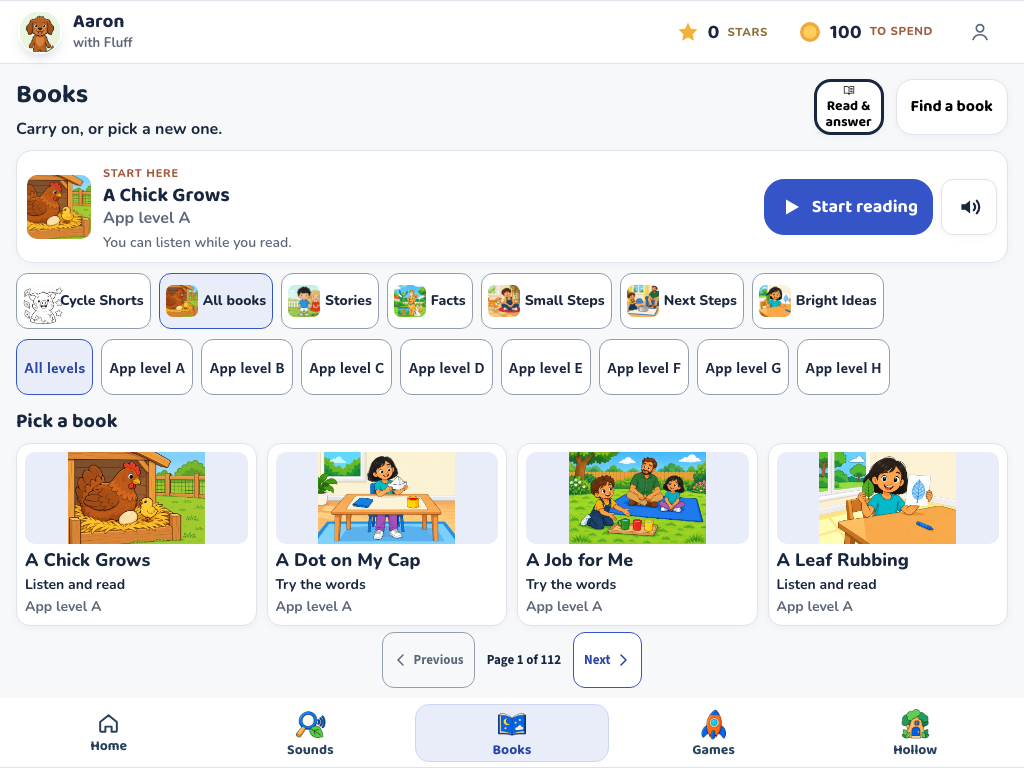 Aaron
with Fluff
0 STARS
100 TO SPEND
Books
Carry on, or pick a new one.
Read &
answer
Find a book
START HERE
A Chick Grows
App level A
You can listen while you read.
Start reading
Cycle Shorts
All books
Stories
Facts
Small Steps
Next Steps
Bright Ideas
All levels
App level A
App level B
App level C
App level D
App level E
App level F
App level G
App level H
Pick a book
A Chick Grows
Listen and read
App level A
A Dot on My Cap
Try the words
App level A
A Job for Me
Try the words
App level A
A Leaf Rubbing
Listen and read
App level A
Previous
Page 1 of 112
Next
Home
Sounds
Books
Games
Hollow